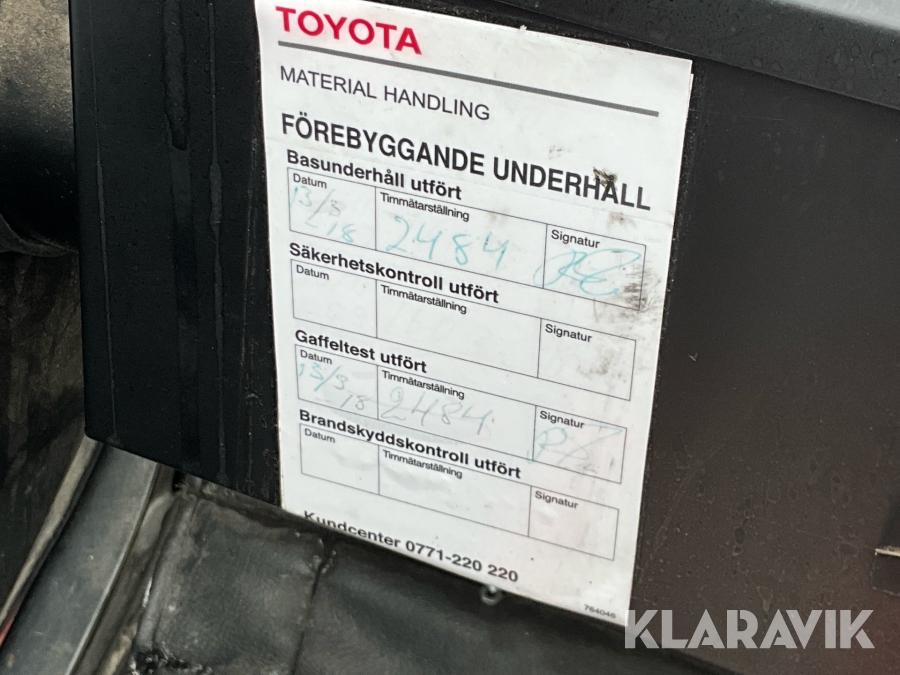 TOYOTA
MATERIAL HANDLING
FÖREBYGGANDE UNDERHÅLL
Basunderhåll utfört
Datum Timmätarställning Signatur
13/3 -18 2484
Säkerhetskontroll utfört
Datum Timmätarställning Signatur
Gaffeltest utfört
Datum Timmätarställning Signatur
13/3 -18 2484
Brandskyddskontroll utfört
Datum Timmätarställning Signatur
Kundcenter 0771-220 220
764046
KLARAVIK